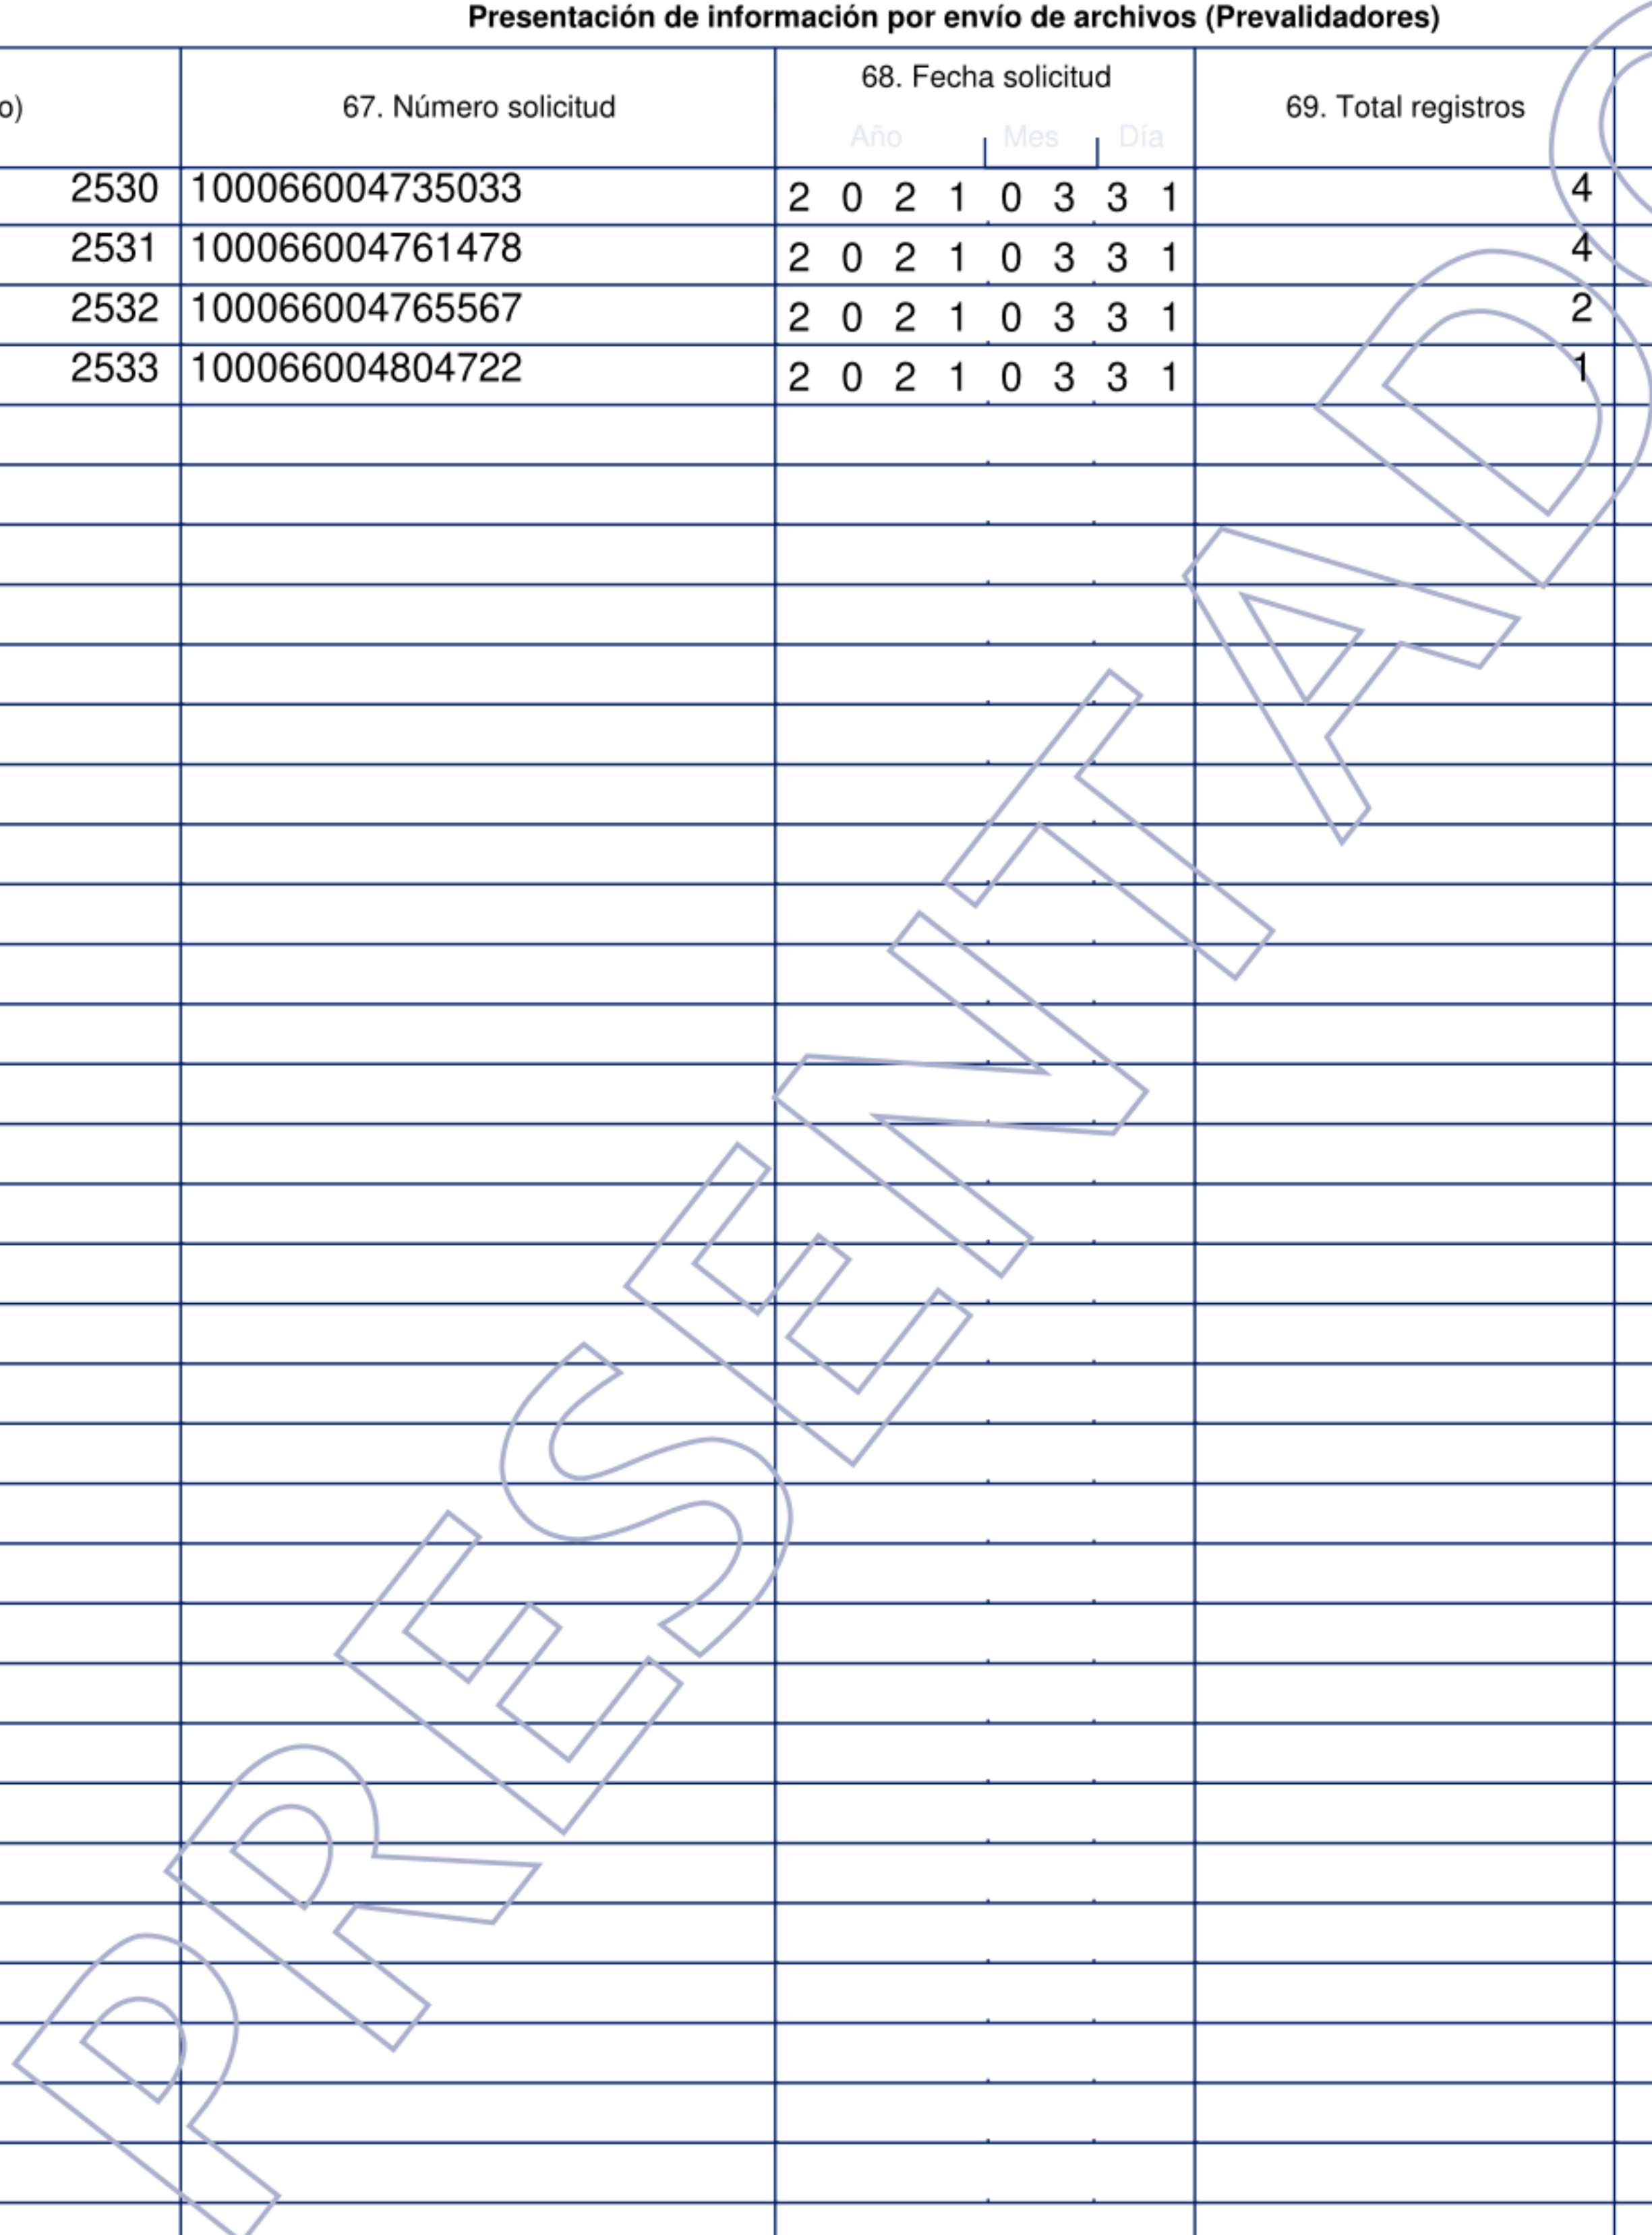 Presentación de información por envío de archivos (Prevalidadores)
o) 67. Número solicitud 68. Fecha solicitud 69. Total registros
Año Mes Día
2530 100066004735033 2 0 2 1 0 3 3 1 4
2531 100066004761478 2 0 2 1 0 3 3 1 4
2532 100066004765567 2 0 2 1 0 3 3 1 2
2533 100066004804722 2 0 2 1 0 3 3 1 1
PRESENTADO